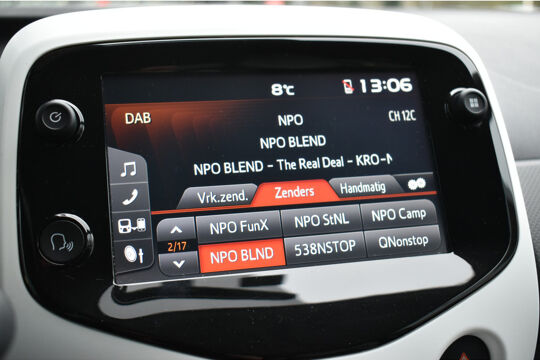 8°C 13:06
DAB NPO CH 12C
NPO BLEND
NPO BLEND - The Real Deal - KRO-N
Vrk.zend. Zenders Handmatig
2/17
NPO FunX NPO StNL NPO Camp
NPO BLND 538NSTOP QNonstop